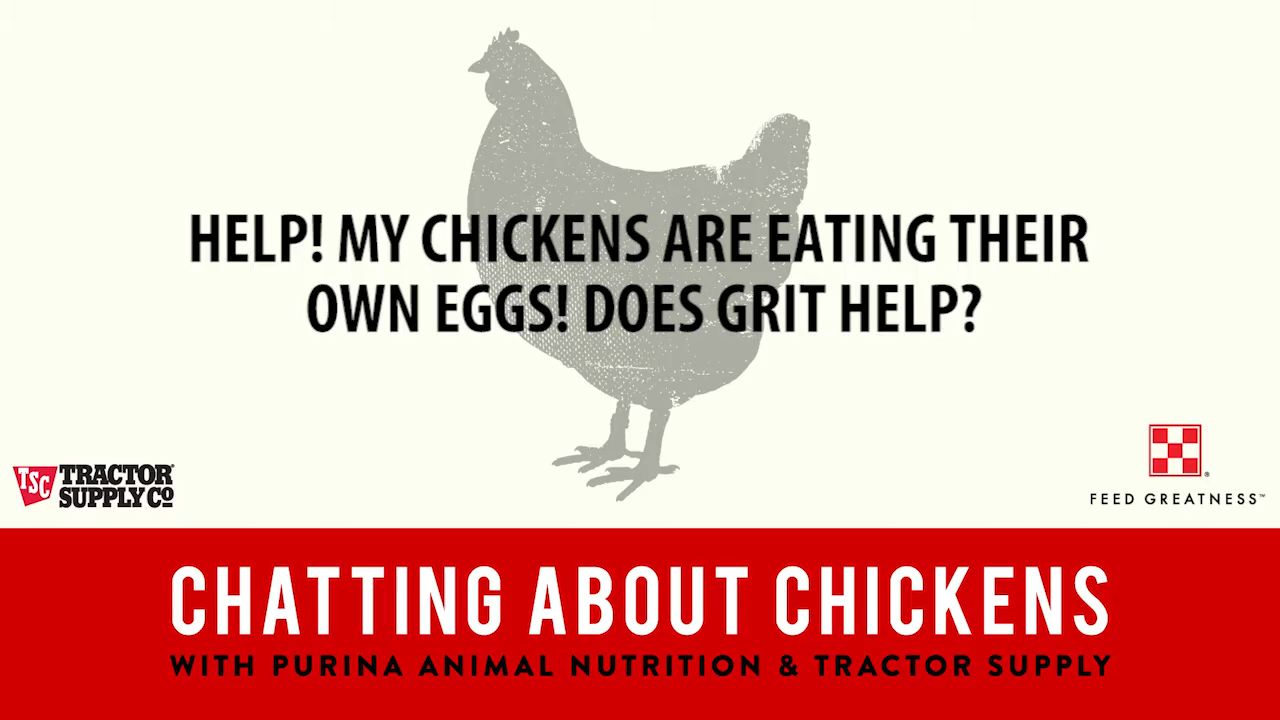 HELP! MY CHICKENS ARE EATING THEIR
OWN EGGS! DOES GRIT HELP?
TSC TRACTOR
SUPPLY CO
FEED GREATNESS™
CHATTING ABOUT CHICKENS
WITH PURINA ANIMAL NUTRITION & TRACTOR SUPPLY